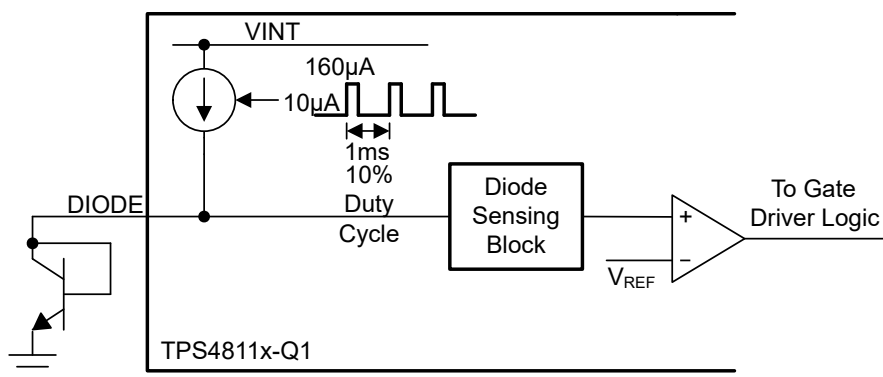 VINT
160µA
10µA
1ms
10%
Duty
Cycle
DIODE
Diode
Sensing
Block
+
−
VREF
To Gate
Driver Logic
TPS4811x-Q1